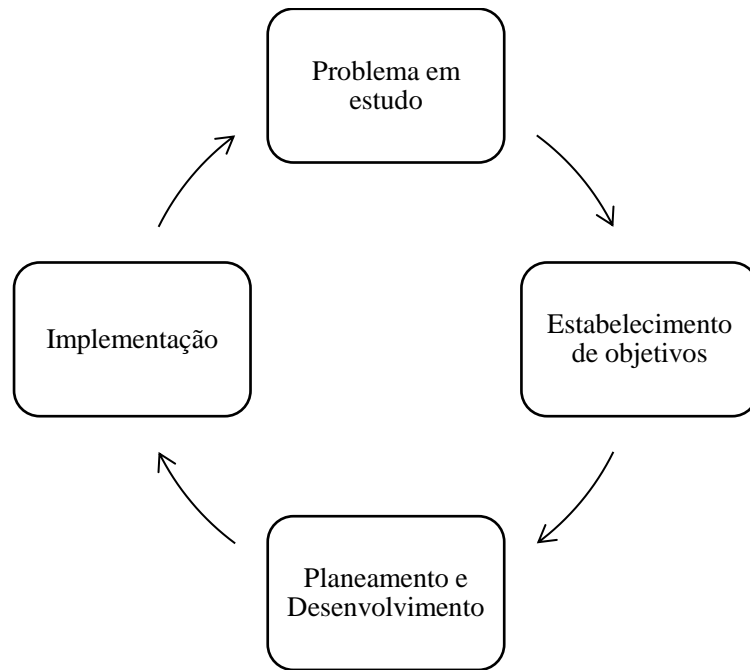 Problema em
estudo
Estabelecimento
de objetivos
Planeamento e
Desenvolvimento
Implementação